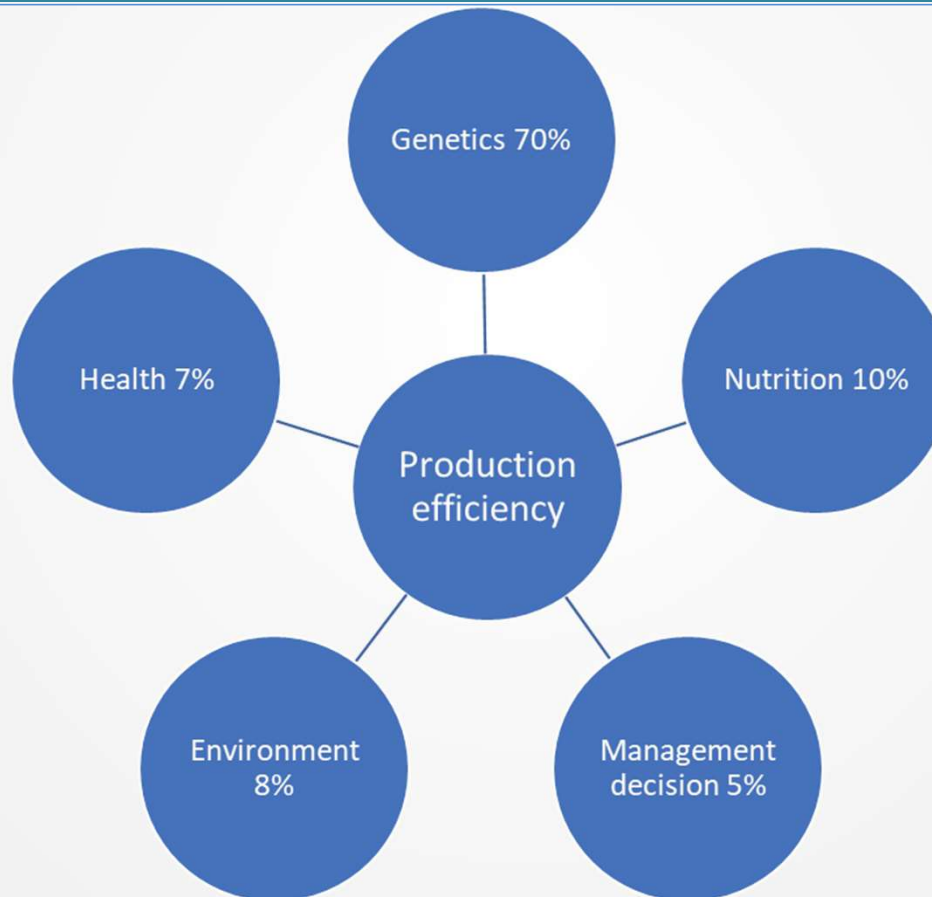 Genetics 70%
Health 7%
Nutrition 10%
Production
efficiency
Environment
8%
Management
decision 5%